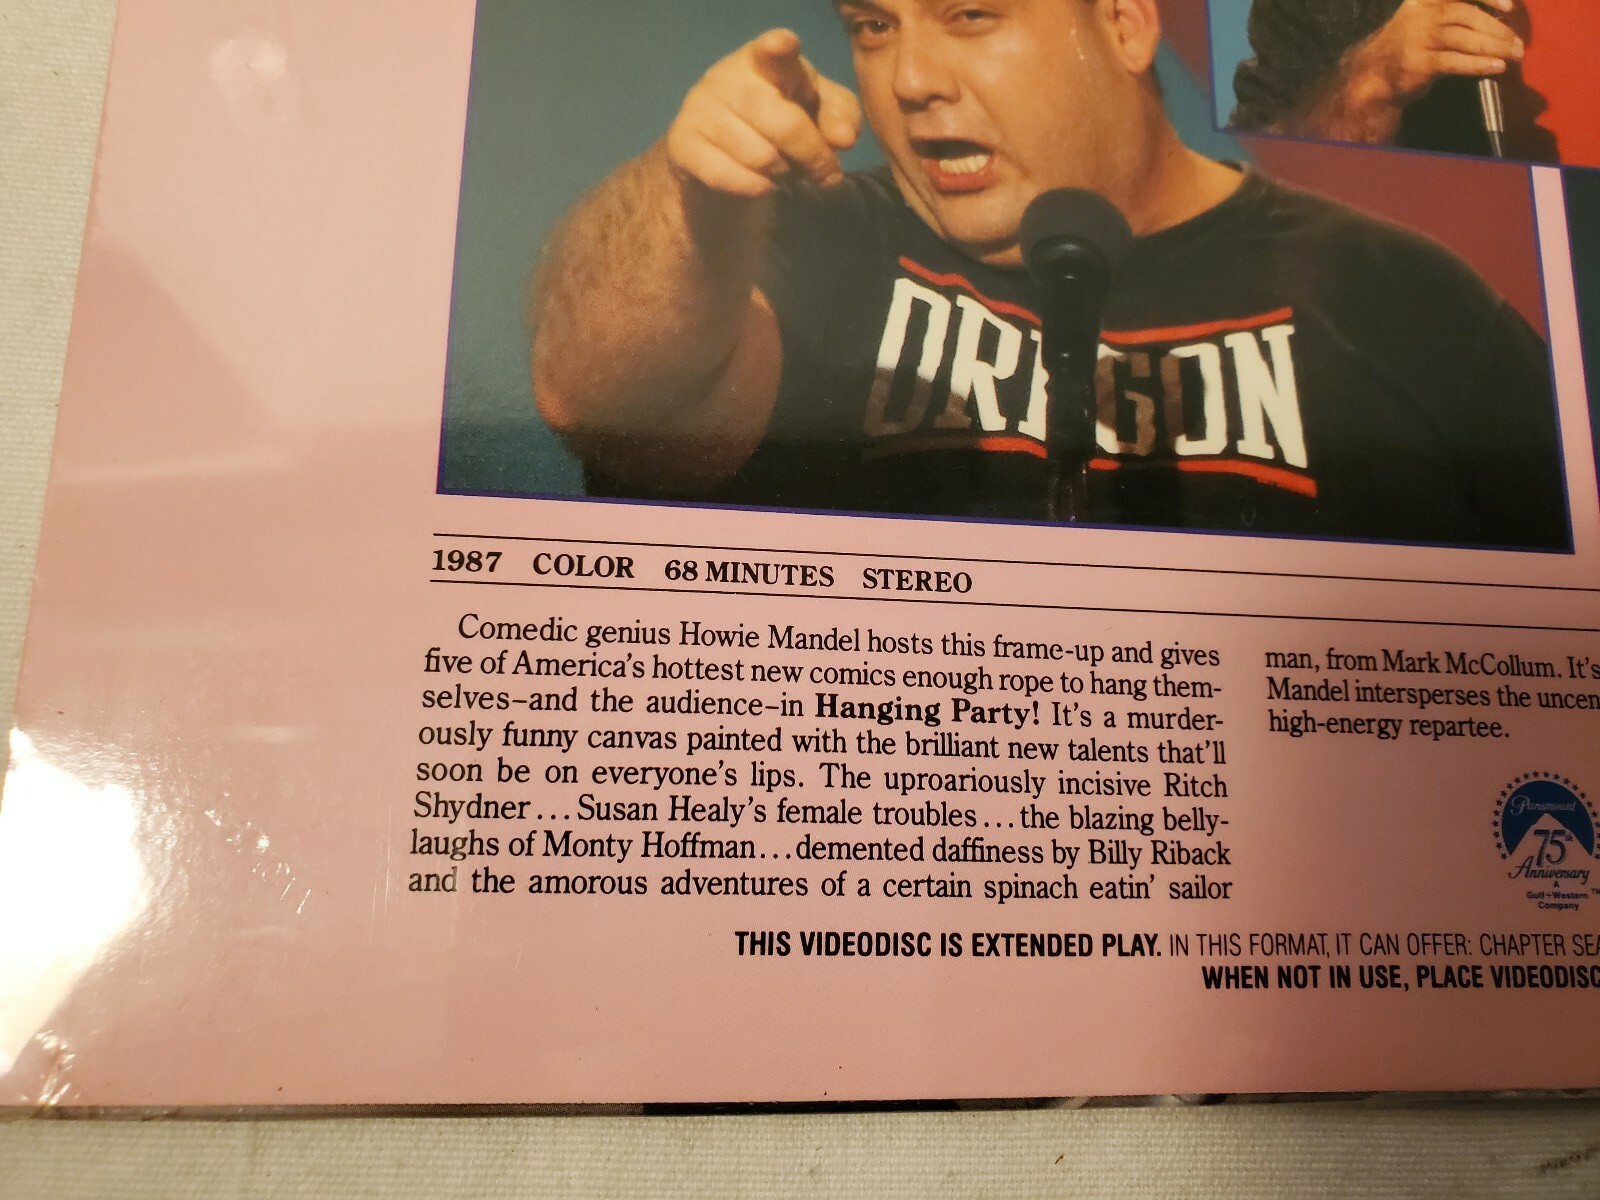 OREGON
1987 COLOR 68 MINUTES STEREO
Comedic genius Howie Mandel hosts this frame-up and gives
five of America's hottest new comics enough rope to hang them-
selves–and the audience–in Hanging Party! It's a murder-
ously funny canvas painted with the brilliant new talents that'll
soon be on everyone's lips. The uproariously incisive Ritch
Shydner...Susan Healy's female troubles...the blazing belly-
laughs of Monty Hoffman...demented daffiness by Billy Riback
and the amorous adventures of a certain spinach eatin' sailor
man, from Mark McCollum. It's
Mandel intersperses the uncen
high-energy repartee.
Paramount
75th
Anniversary
A
Gulf+Western
Company
TM
THIS VIDEODISC IS EXTENDED PLAY. IN THIS FORMAT, IT CAN OFFER: CHAPTER SEA
WHEN NOT IN USE, PLACE VIDEODISC